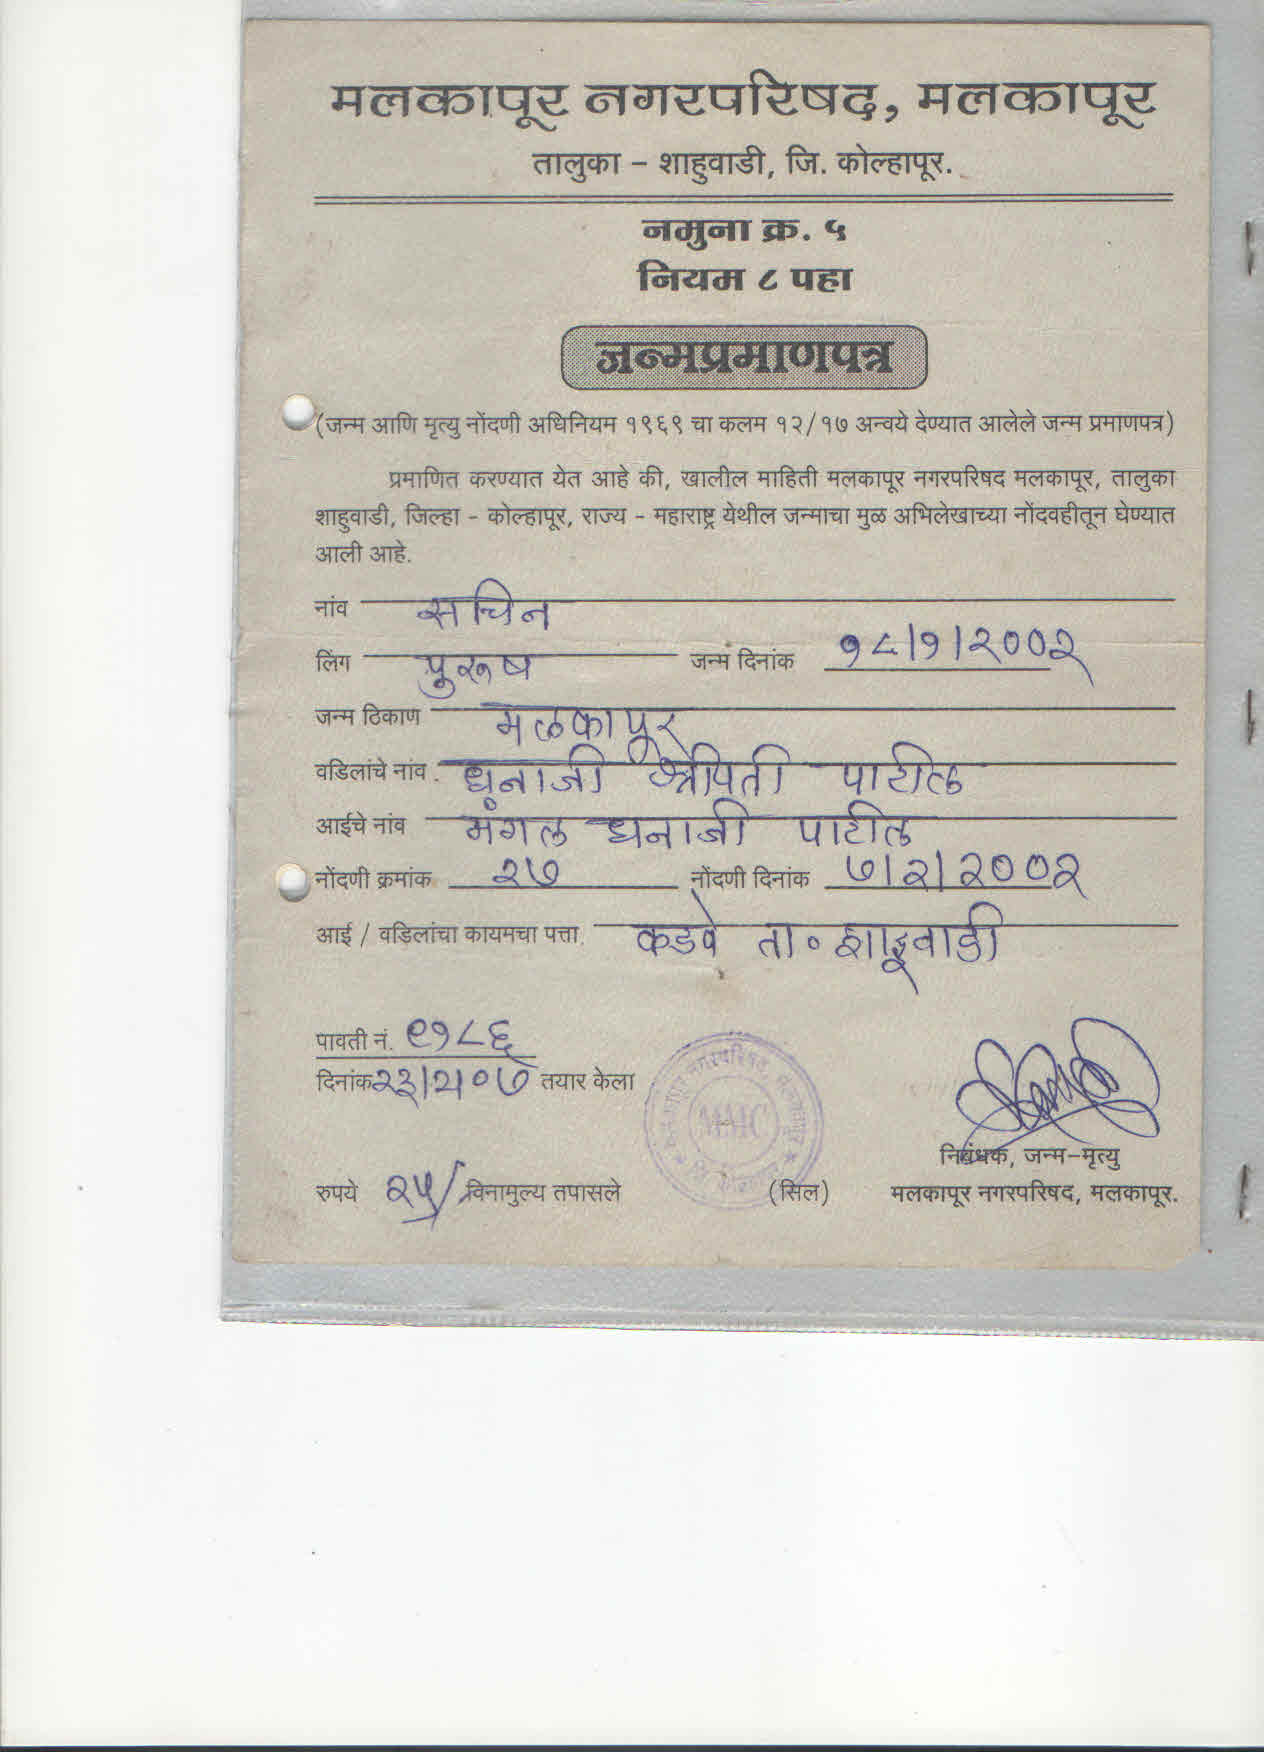 मलकापूर नगरपरिषद, मलकापूर
तालुका – शाहुवाडी, जि. कोल्हापूर.
नमुना क्र. ५
नियम ८ पहा
जन्मप्रमाणपत्र
(जन्म आणि मृत्यु नोंदणी अधिनियम १९६९ चा कलम १२/१७ अन्वये देण्यात आलेले जन्म प्रमाणपत्र)
प्रमाणित करण्यात येत आहे की, खालील माहिती मलकापूर नगरपरिषद मलकापूर, तालुका
शाहुवाडी, जिल्हा - कोल्हापूर, राज्य - महाराष्ट्र येथील जन्माचा मुळ अभिलेखाच्या नोंदवहीतून घेण्यात
आली आहे.
नांव सचिन
लिंग पुरूष जन्म दिनांक १८/१/२००२
जन्म ठिकाण मलकापूर
वडिलांचे नांव. धनाजी पाटील
आईचे नांव मंगल धनाजी पाटील
नोंदणी क्रमांक २७ नोंदणी दिनांक ७/२/२००२
आई / वडिलांचा कायमचा पत्ता कडवे ता॰ शाहूवाडी
पावती नं. ९१८६
दिनांक २३/२/०७ तयार केला
निबंधक, जन्म-मृत्यु
रुपये २५/ विनामुल्य तपासले (सिल) मलकापूर नगरपरिषद, मलकापूर.
MMC